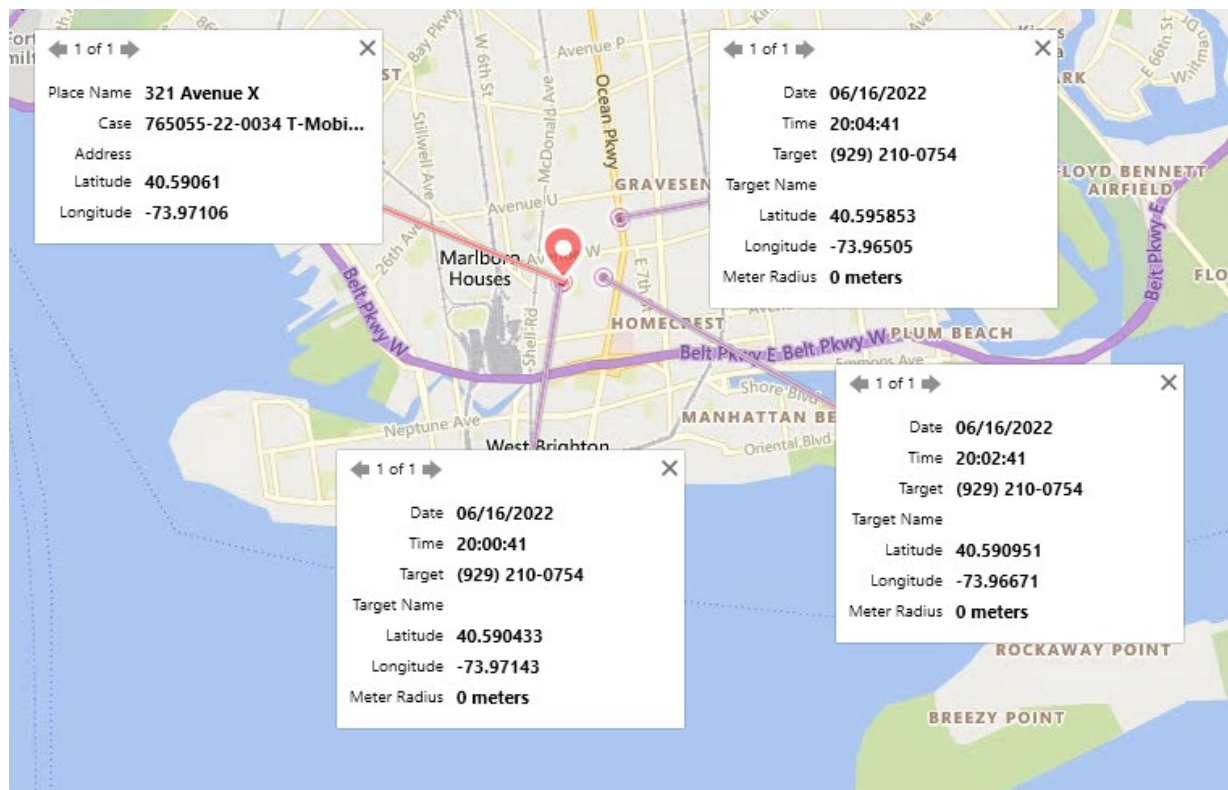 1 of 1
Place Name 321 Avenue X
Case 765055-22-0034 T-Mobi...
Address
Latitude 40.59061
Longitude -73.97106
1 of 1
Date 06/16/2022
Time 20:04:41
Target (929) 210-0754
Target Name
Latitude 40.595853
Longitude -73.96505
Meter Radius 0 meters
1 of 1
Date 06/16/2022
Time 20:02:41
Target (929) 210-0754
Target Name
Latitude 40.590951
Longitude -73.96671
Meter Radius 0 meters
1 of 1
Date 06/16/2022
Time 20:00:41
Target (929) 210-0754
Target Name
Latitude 40.590433
Longitude -73.97143
Meter Radius 0 meters
Bay Pkwy
W 6th St
Avenue P
McDonald Ave
Ocean Pkwy
Stillwell Ave
GRAVESEN
Avenue U
26th Ave
Marlboro
Houses
Avenue W
E 7th St
Shell Rd
HOMECREST
Belt Pkwy W
Belt Pkwy E Belt Pkwy W
PLUM BEACH
Emmons Ave
Shore Blvd
MANHATTAN BE
Oriental Blvd
Neptune Ave
West Brighton
Kings
E 66th St
FLOYD BENNETT
AIRFIELD
Belt Pkwy E
FLO
ROCKAWAY POINT
BREEZY POINT